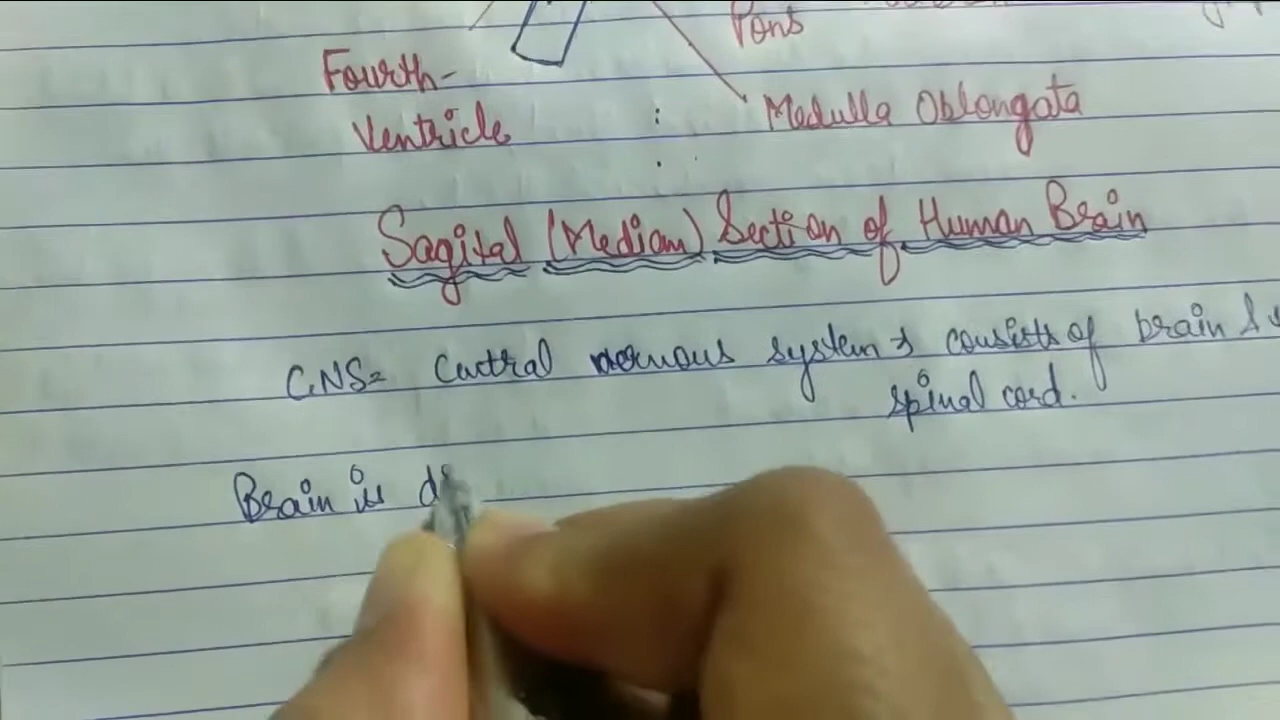 Pons
Fourth-
Ventricle
Medulla Oblongata
Sagital (Median) Section of Human Brain
CNS= Central nervous system consists of brain &
spinal cord.
Brain is